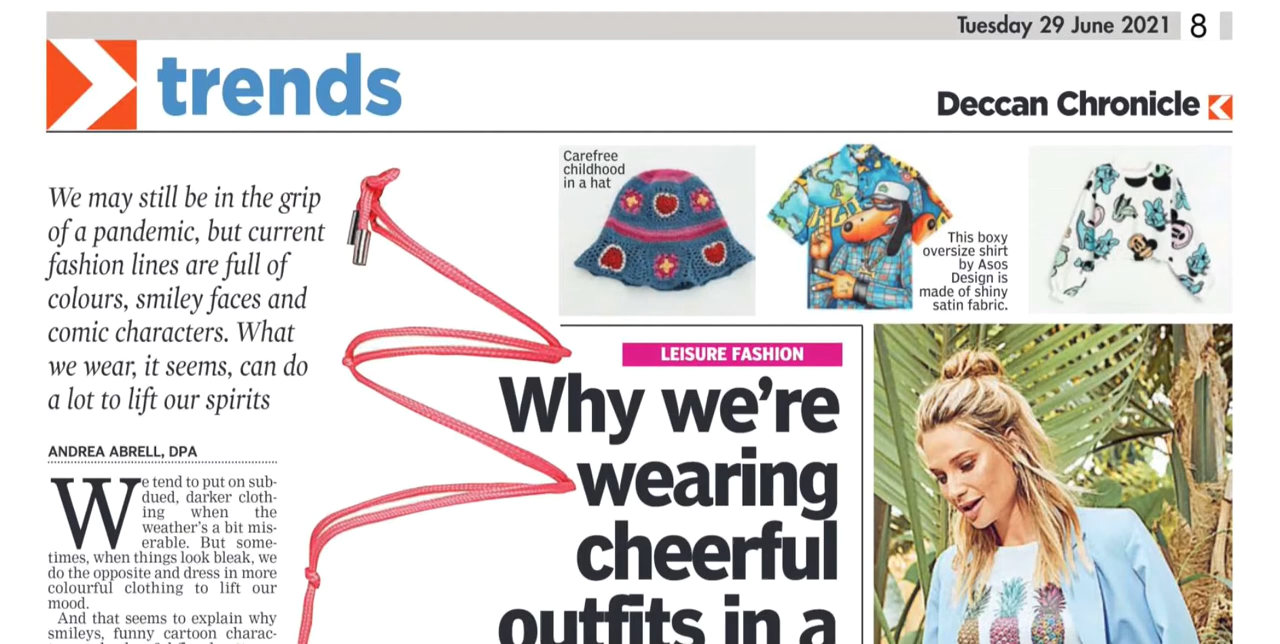 Tuesday 29 June 2021 8
trends
Deccan Chronicle
We may still be in the grip
of a pandemic, but current
fashion lines are full of
colours, smiley faces and
comic characters. What
we wear, it seems, can do
a lot to lift our spirits
ANDREA ABRELL, DPA
We tend to put on sub-
dued, darker cloth-
ing when the
weather's a bit mis-
erable. But some-
times, when things look bleak, we
do the opposite and dress in more
colourful clothing to lift our
mood.
And that seems to explain why
smileys, funny cartoon charac-
Carefree
childhood
in a hat
This boxy
oversize shirt
by Asos
Design is
made of shiny
satin fabric.
LEISURE FASHION
Why we're
wearing
cheerful
outfits in a